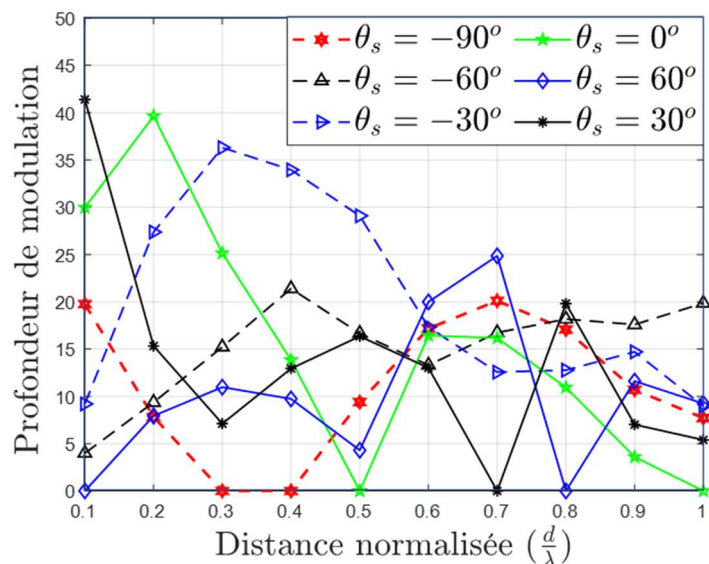 50
45
40
35
30
25
20
15
10
5
0
Profondeur de modulation
θs = −90o
θs = 0o
θs = −60o
θs = 60o
θs = −30o
θs = 30o
0.1 0.2 0.3 0.4 0.5 0.6 0.7 0.8 0.9 1
Distance normalisée (d/λ)